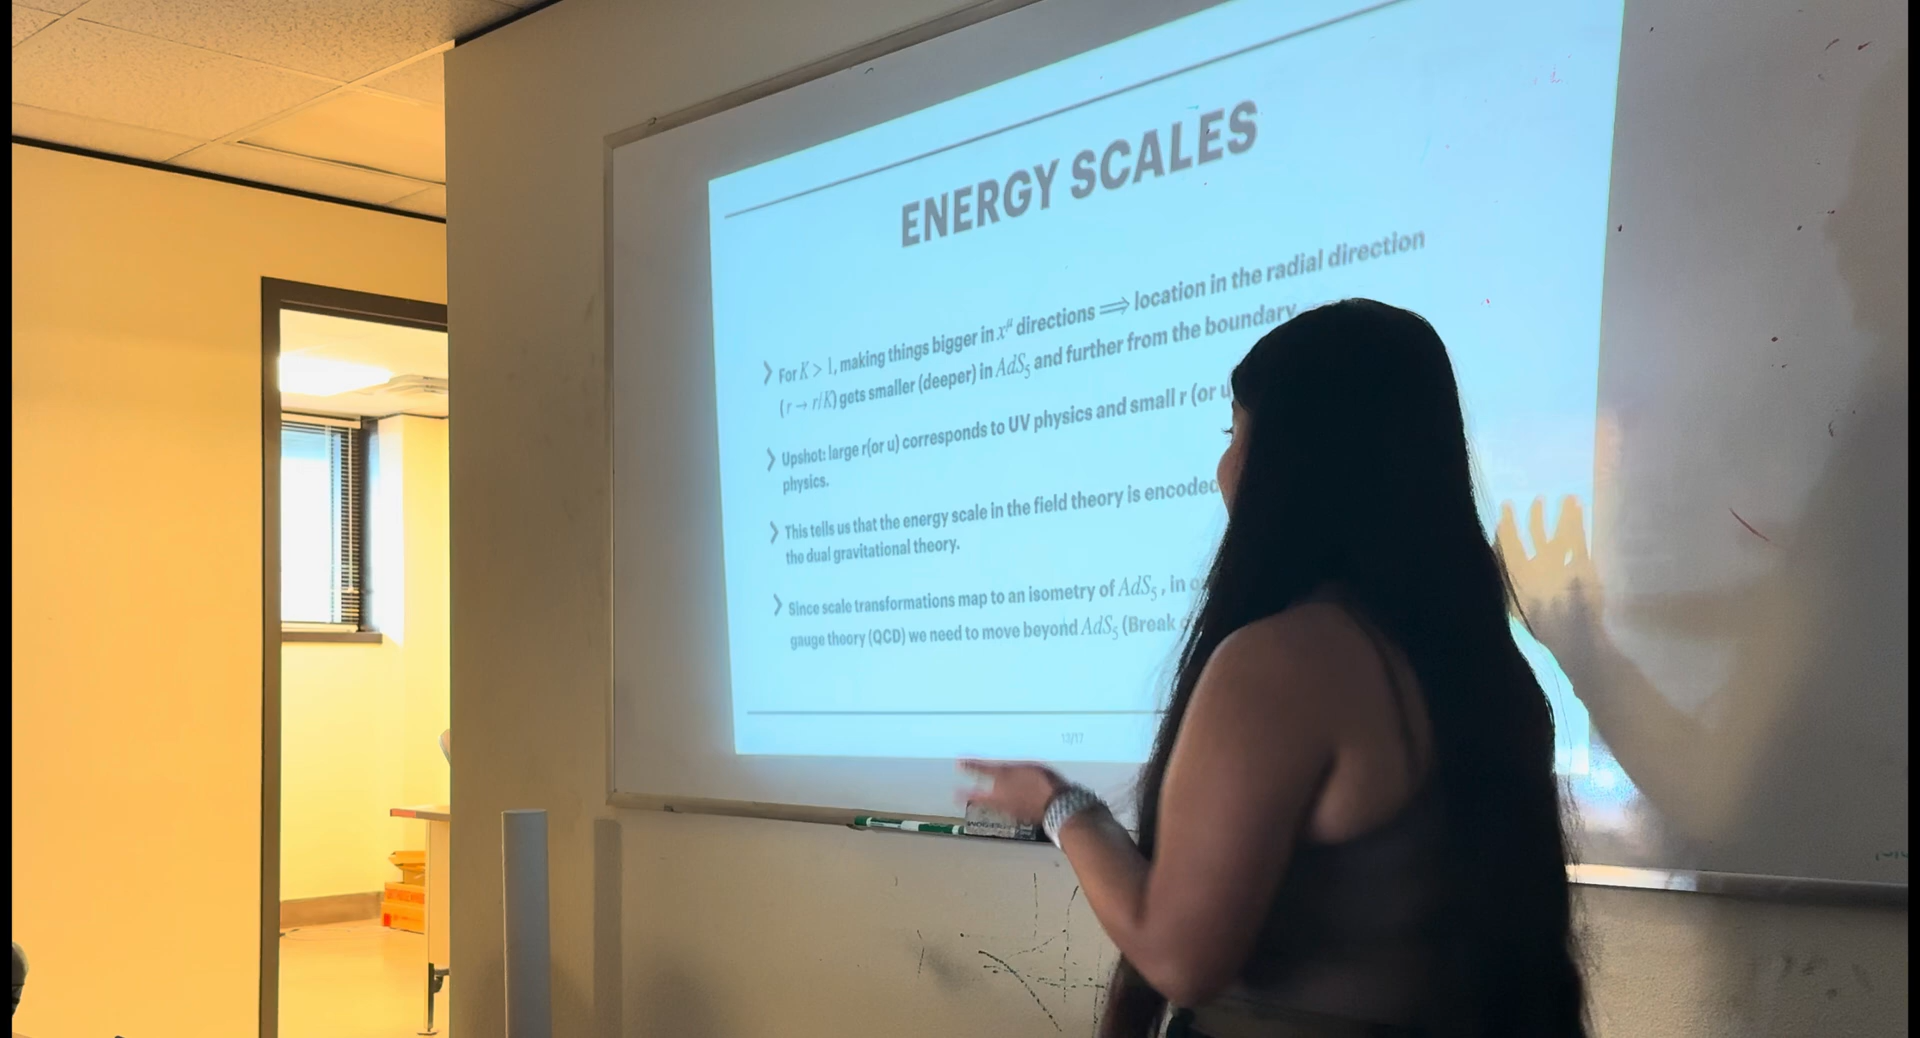 ENERGY SCALES
❯ For K > 1, making things bigger in x^μ directions ⟹ location in the radial direction
(r → r/K) gets smaller (deeper) in AdS₅ and further from the boundary
❯ Upshot: large r(or u) corresponds to UV physics and small r (or u
physics.
❯ This tells us that the energy scale in the field theory is encoded
the dual gravitational theory.
❯ Since scale transformations map to an isometry of AdS₅, in
gauge theory (QCD) we need to move beyond AdS₅ (Break
13/17